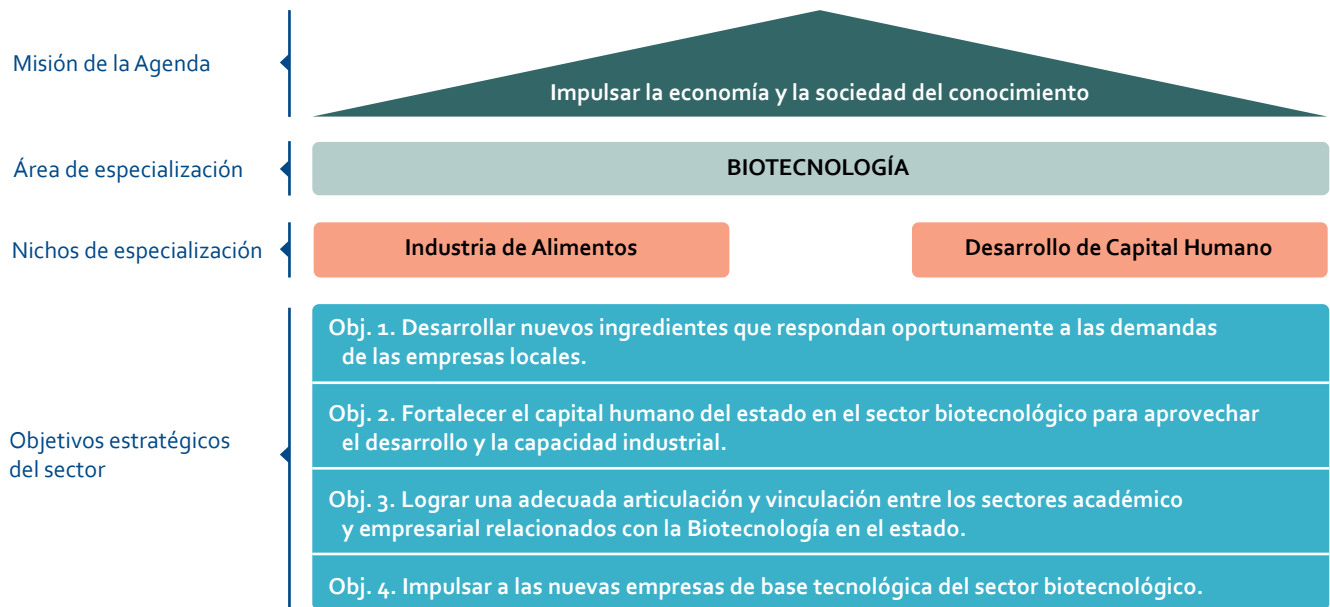 Misión de la Agenda
Impulsar la economía y la sociedad del conocimiento
Área de especialización
BIOTECNOLOGÍA
Nichos de especialización
Industria de Alimentos
Desarrollo de Capital Humano
Objetivos estratégicos
del sector
Obj. 1. Desarrollar nuevos ingredientes que respondan oportunamente a las demandas
de las empresas locales.
Obj. 2. Fortalecer el capital humano del estado en el sector biotecnológico para aprovechar
el desarrollo y la capacidad industrial.
Obj. 3. Lograr una adecuada articulación y vinculación entre los sectores académico
y empresarial relacionados con la Biotecnología en el estado.
Obj. 4. Impulsar a las nuevas empresas de base tecnológica del sector biotecnológico.